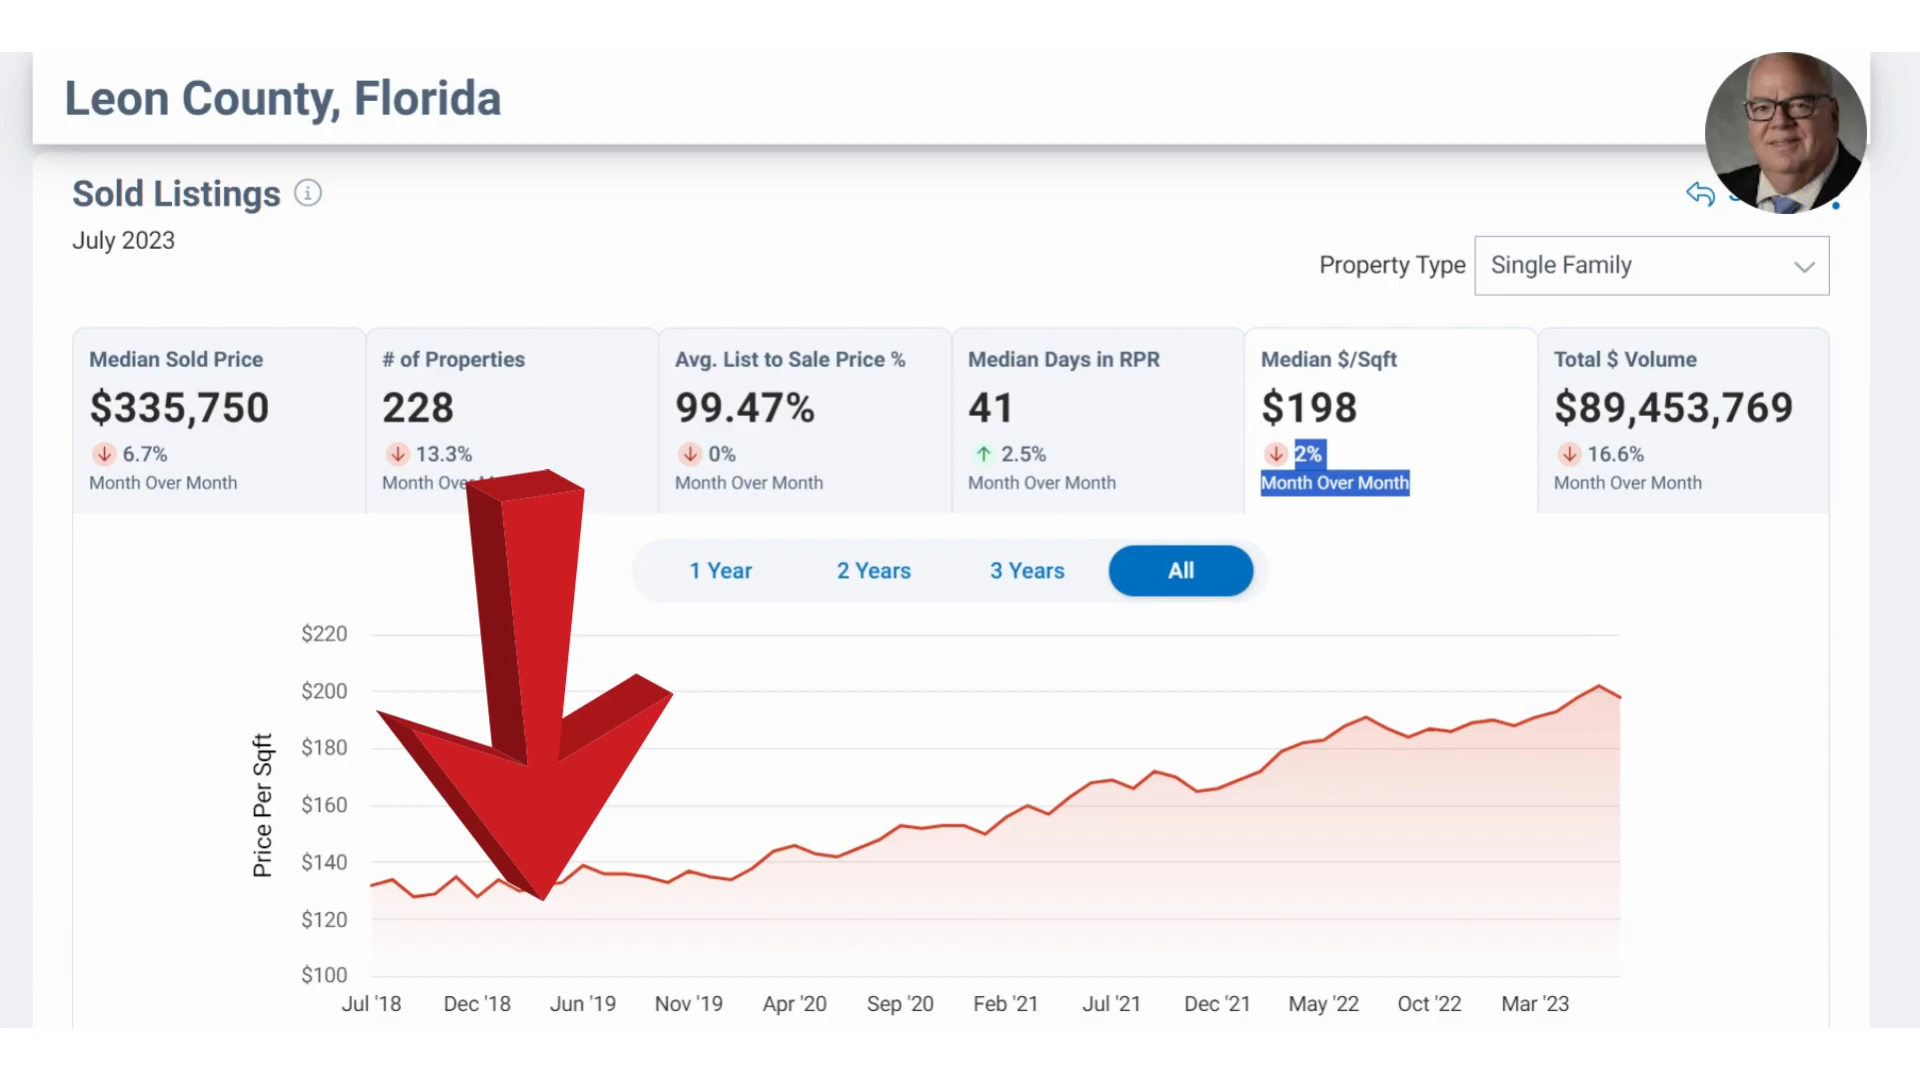 Leon County, Florida
Sold Listings
July 2023
Property Type Single Family
Median Sold Price
$335,750
6.7%
Month Over Month
# of Properties
228
13.3%
Month Over
Avg. List to Sale Price %
99.47%
0%
Month Over Month
Median Days in RPR
41
2.5%
Month Over Month
Median $/Sqft
$198
2%
Month Over Month
Total $ Volume
$89,453,769
16.6%
Month Over Month
1 Year 2 Years 3 Years All
Price Per Sqft
$220
$200
$180
$160
$140
$120
$100
Jul '18 Dec '18 Jun '19 Nov '19 Apr '20 Sep '20 Feb '21 Jul '21 Dec '21 May '22 Oct '22 Mar '23